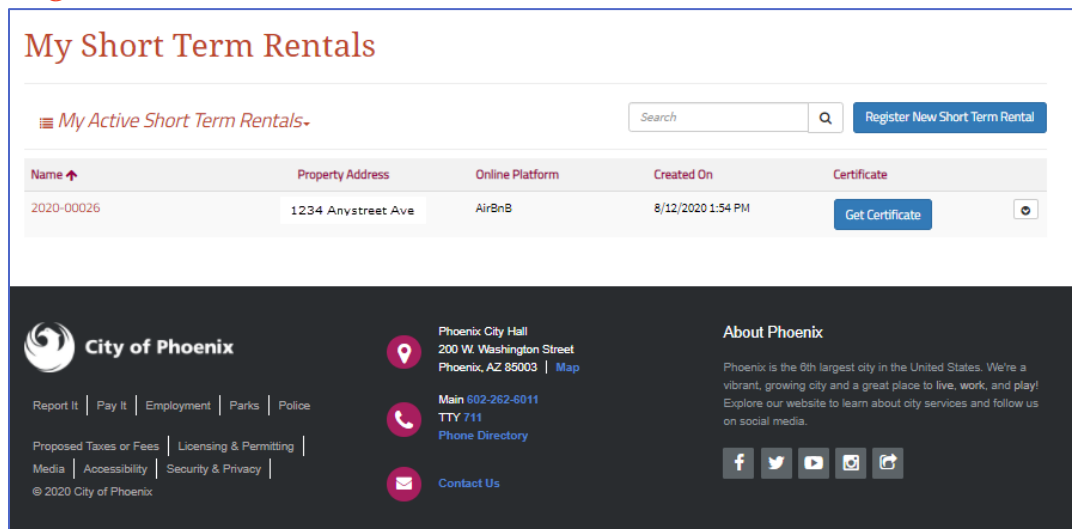 My Short Term Rentals
My Active Short Term Rentals
Search
Register New Short Term Rental
Name Property Address Online Platform Created On Certificate
2020-00026 1234 Anystreet Ave AirBnB 8/12/2020 1:54 PM Get Certificate
City of Phoenix
Report It | Pay It | Employment | Parks | Police
Proposed Taxes or Fees | Licensing & Permitting |
Media | Accessibility | Security & Privacy |
© 2020 City of Phoenix
Phoenix City Hall
200 W. Washington Street
Phoenix, AZ 85003 | Map
Main 602-262-6011
TTY 711
Phone Directory
Contact Us
About Phoenix
Phoenix is the 6th largest city in the United States. We're a
vibrant, growing city and a great place to live, work, and play!
Explore our website to learn about city services and follow us
on social media.